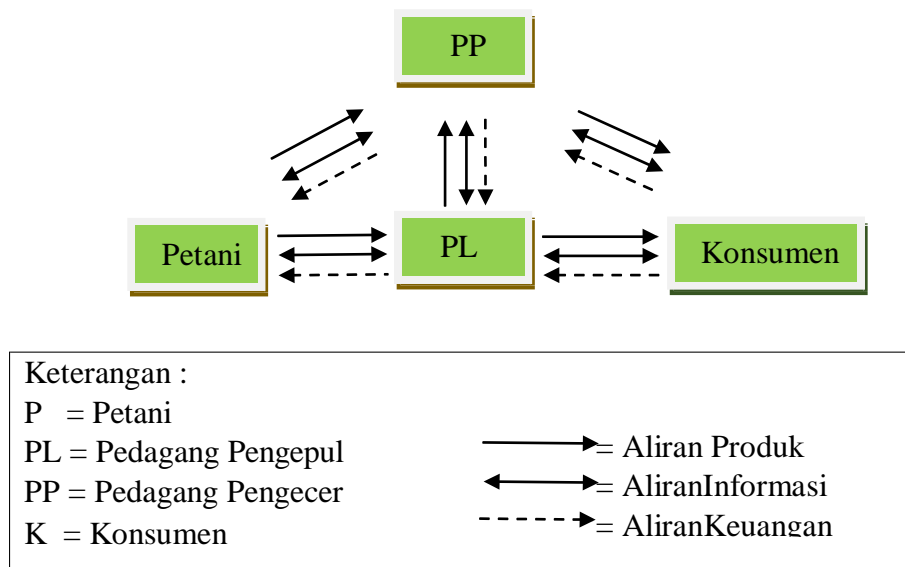 PP
Petani
PL
Konsumen
Keterangan :
P = Petani
PL = Pedagang Pengepul
PP = Pedagang Pengecer
K = Konsumen
= Aliran Produk
= AliranInformasi
= AliranKeuangan